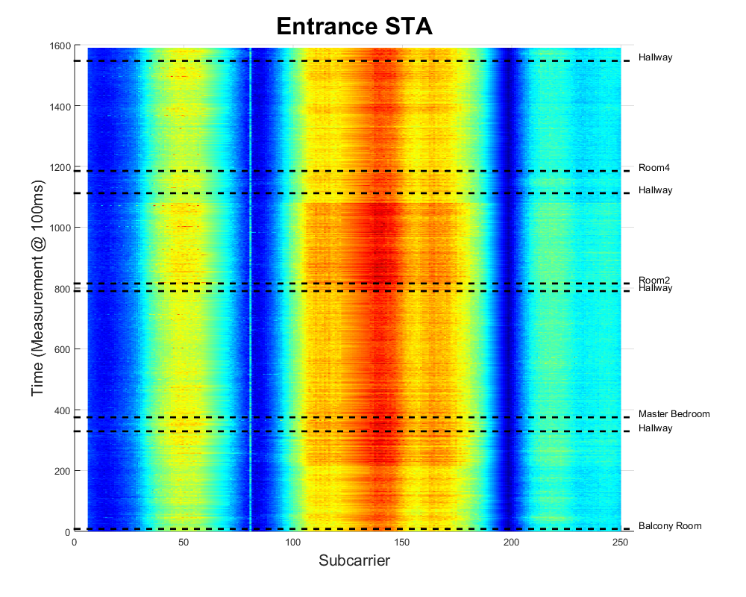 Entrance STA
1600
1400
1200
1000
800
600
400
200
0
Time (Measurement @ 100ms)
Hallway
Room4
Hallway
Room2
Hallway
Master Bedroom
Hallway
Balcony Room
0 50 100 150 200 250
Subcarrier